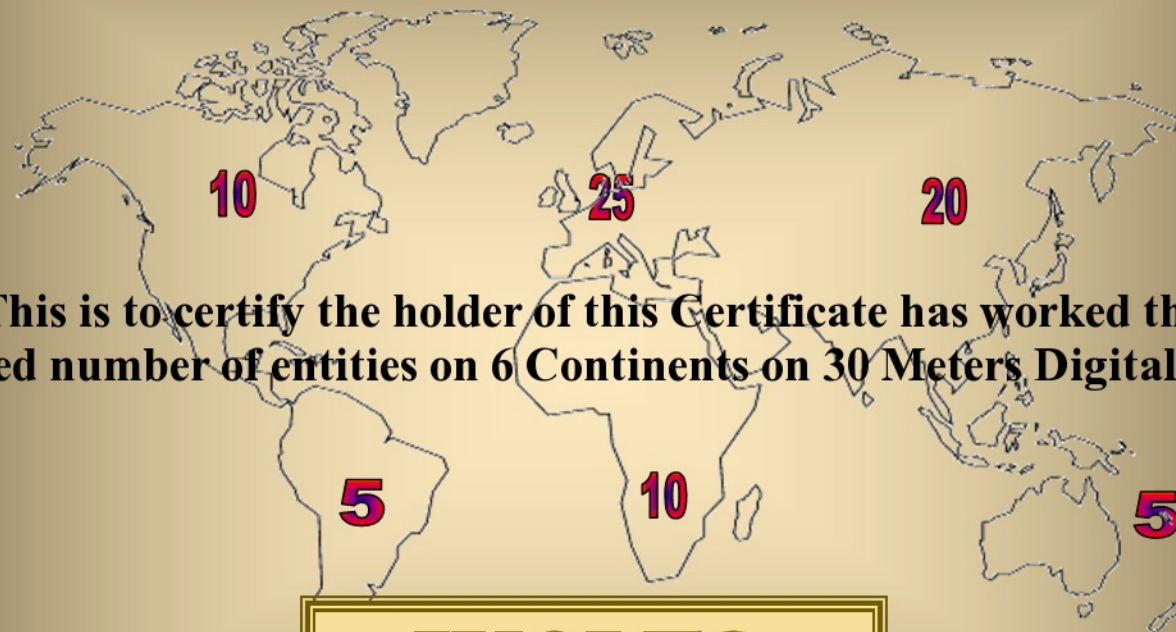 10 25 20
This is to certify the holder of this Certificate has worked
ed number of entities on 6 Continents on 30 Meters Digital
5 10 5